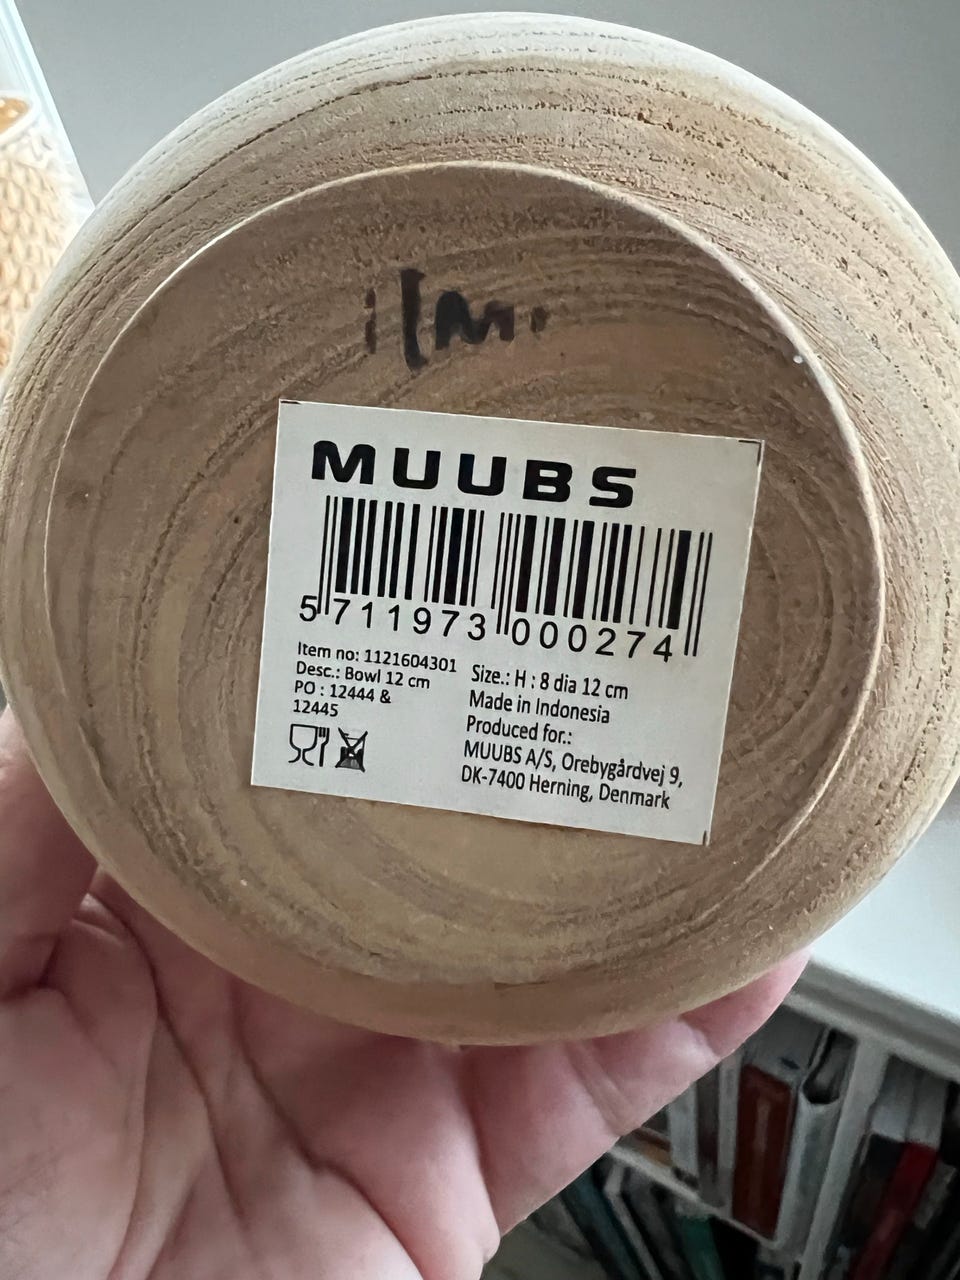 MUUBS
5 711973 000274
Item no: 1121604301
Desc.: Bowl 12 cm
PO : 12444 &
12445
Size.: H : 8 dia 12 cm
Made in Indonesia
Produced for.:
MUUBS A/S, Orebygårdvej 9,
DK-7400 Herning, Denmark